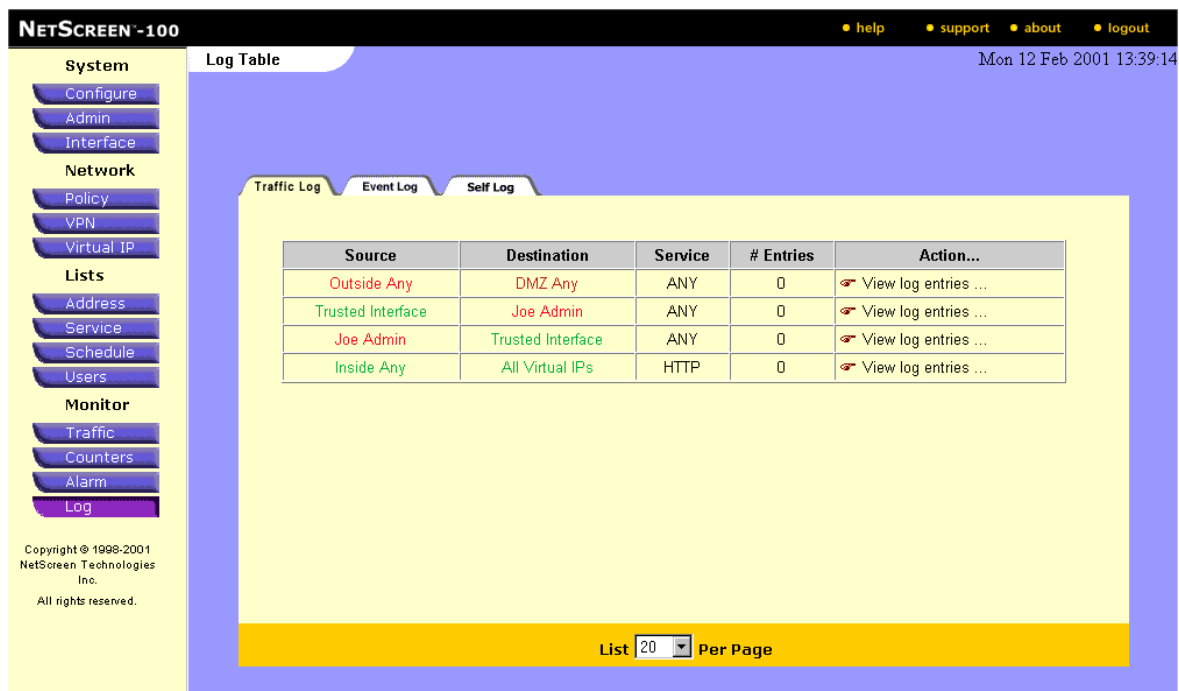 NETSCREEN™-100
help support about logout
Log Table
Mon 12 Feb 2001 13:39:14
System
Configure
Admin
Interface
Network
Policy
VPN
Virtual IP
Lists
Address
Service
Schedule
Users
Monitor
Traffic
Counters
Alarm
Log
Copyright © 1998-2001
NetScreen Technologies
Inc.
All rights reserved.
Traffic Log Event Log Self Log
Source Destination Service # Entries Action...
Outside Any DMZ Any ANY 0 View log entries ...
Trusted Interface Joe Admin ANY 0 View log entries ...
Joe Admin Trusted Interface ANY 0 View log entries ...
Inside Any All Virtual IPs HTTP 0 View log entries ...
List 20 Per Page